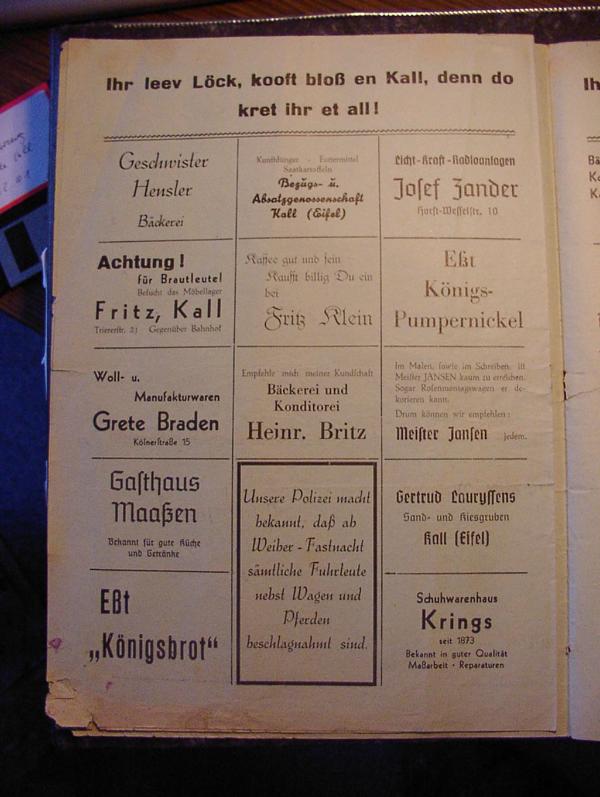 Ihr leev Löck, kooft bloß en Kall, denn do
kret ihr et all!
Geschwister
Hensler
Bäckerei
Kunstdünger - Futtermittel
Saatkartoffeln
Bezugs- u.
Absatzgenossenschaft
Kall (Eifel)
Licht-Kraft-Radioanlagen
Josef Zander
Horst-Wesselstr. 10
Achtung!
für Brautleute!
Besucht das Möbellager
Fritz, Kall
Triererstr. 21 Gegenüber Bahnhof
Kaffee gut und fein
Kaufst billig Du ein
bei
Fritz Klein
Eßt
Königs-
Pumpernickel
Woll- u.
Manufakturwaren
Grete Braden
Kölnerstraße 15
Empfehle mich meiner Kundschaft
Bäckerei und
Konditorei
Heinr. Britz
Im Malen, sowie im Schreiben, ist
Meister JANSEN kaum zu erreichen.
Sogar Rosenmontagswagen er de-
korieren kann.
Drum können wir empfehlen:
Meister Jansen jedem.
Gasthaus
Maaßen
Bekannt für gute Küche
und Getränke
Unsere Polizei macht
bekannt, daß ab
Weiber-Fastnacht
sämtliche Fuhrleute
nebst Wagen und
Pferden
beschlagnahmt sind.
Gertrud Lauryssens
Sand- und Kiesgruben
Kall (Eifel)
Eßt
„Königsbrot“
Schuhwarenhaus
Krings
seit 1873
Bekannt in guter Qualität
Maßarbeit · Reparaturen
Ih